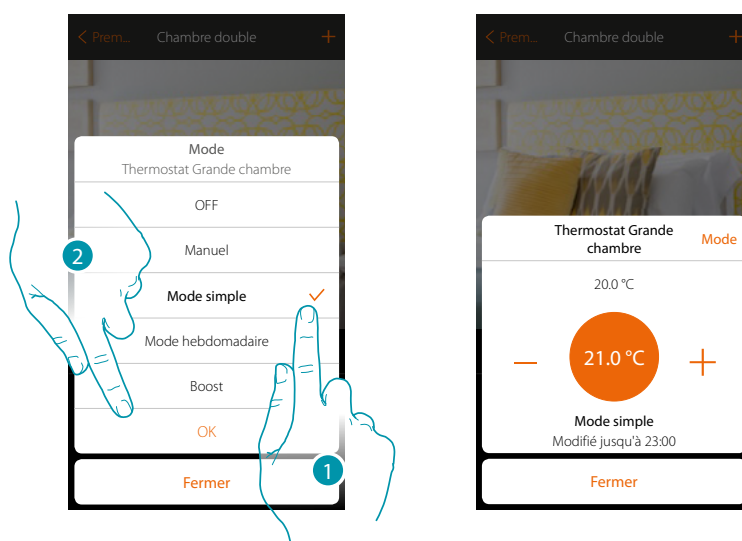 Prem... Chambre double
Mode
Thermostat Grande chambre
OFF
Manuel
Mode simple
Mode hebdomadaire
Boost
OK
Fermer
2
1
Prem... Chambre double
Thermostat Grande
chambre
Mode
20.0 °C
21.0 °C
Mode simple
Modifié jusqu'à 23:00
Fermer